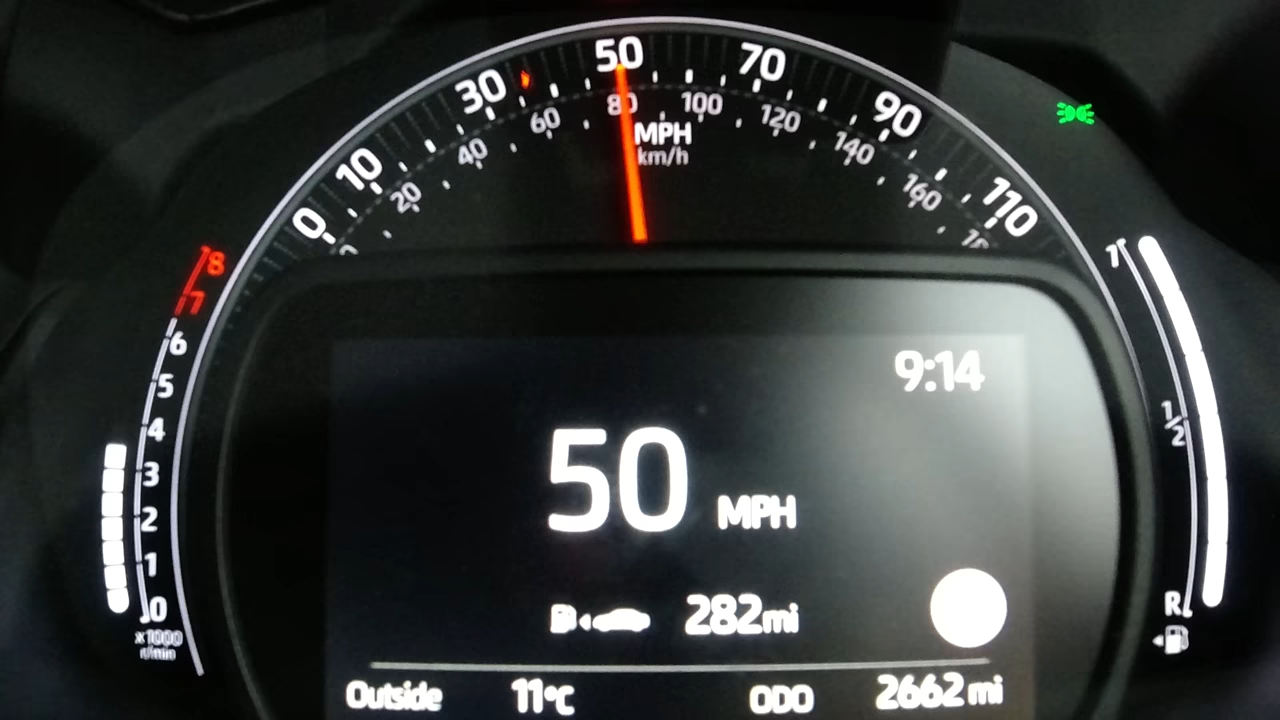 0 10 30 50 70 90 110
20 40 60 80 100 120 140 160
MPH
km/h
8
7
6
5
4
3
2
1
0
x1000
r/min
1
1/2
R
9:14
50 MPH
282mi
Outside 11°C ODO 2662 mi